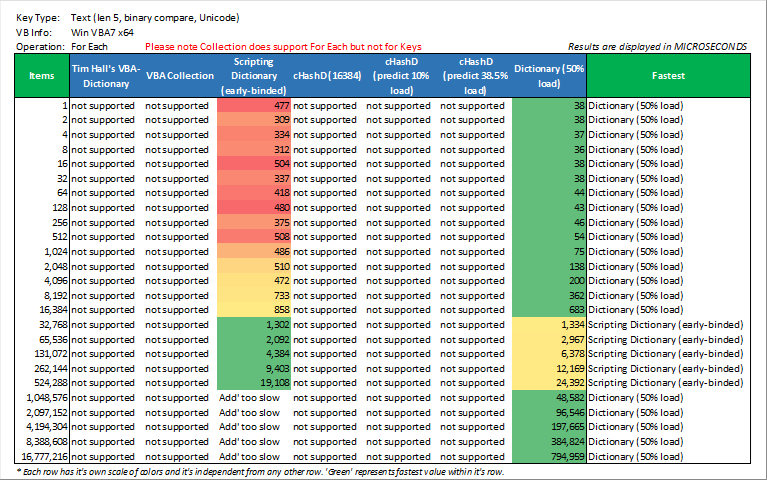 Key Type: Text (len 5, binary compare, Unicode)
VB Info: Win VBA7 x64
Operation: For Each Please note Collection does support For Each but not for Keys Results are displayed in MICROSECONDS
Items Tim Hall's VBA-Dictionary VBA Collection Scripting Dictionary (early-binded) cHashD (16384) cHashD (predict 10% load) cHashD (predict 38.5% load) Dictionary (50% load) Fastest
1 not supported not supported 477 not supported not supported not supported 38 Dictionary (50% load)
2 not supported not supported 309 not supported not supported not supported 38 Dictionary (50% load)
4 not supported not supported 334 not supported not supported not supported 37 Dictionary (50% load)
8 not supported not supported 312 not supported not supported not supported 36 Dictionary (50% load)
16 not supported not supported 504 not supported not supported not supported 38 Dictionary (50% load)
32 not supported not supported 337 not supported not supported not supported 38 Dictionary (50% load)
64 not supported not supported 418 not supported not supported not supported 44 Dictionary (50% load)
128 not supported not supported 480 not supported not supported not supported 43 Dictionary (50% load)
256 not supported not supported 375 not supported not supported not supported 46 Dictionary (50% load)
512 not supported not supported 508 not supported not supported not supported 54 Dictionary (50% load)
1,024 not supported not supported 486 not supported not supported not supported 75 Dictionary (50% load)
2,048 not supported not supported 510 not supported not supported not supported 138 Dictionary (50% load)
4,096 not supported not supported 472 not supported not supported not supported 200 Dictionary (50% load)
8,192 not supported not supported 733 not supported not supported not supported 362 Dictionary (50% load)
16,384 not supported not supported 858 not supported not supported not supported 683 Dictionary (50% load)
32,768 not supported not supported 1,302 not supported not supported not supported 1,334 Scripting Dictionary (early-binded)
65,536 not supported not supported 2,092 not supported not supported not supported 2,967 Scripting Dictionary (early-binded)
131,072 not supported not supported 4,384 not supported not supported not supported 6,378 Scripting Dictionary (early-binded)
262,144 not supported not supported 9,403 not supported not supported not supported 12,169 Scripting Dictionary (early-binded)
524,288 not supported not supported 19,108 not supported not supported not supported 24,392 Scripting Dictionary (early-binded)
1,048,576 not supported not supported Add' too slow not supported not supported not supported 48,582 Dictionary (50% load)
2,097,152 not supported not supported Add' too slow not supported not supported not supported 96,546 Dictionary (50% load)
4,194,304 not supported not supported Add' too slow not supported not supported not supported 197,665 Dictionary (50% load)
8,388,608 not supported not supported Add' too slow not supported not supported not supported 384,824 Dictionary (50% load)
16,777,216 not supported not supported Add' too slow not supported not supported not supported 794,959 Dictionary (50% load)
* Each row has it's own scale of colors and it's independent from any other row. 'Green' represents fastest value within it's row.